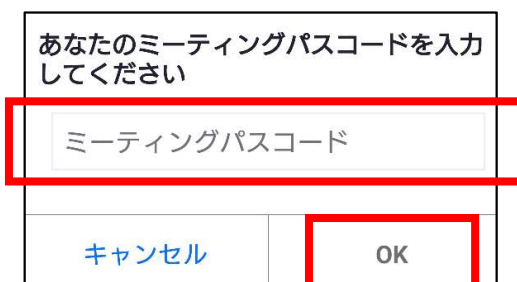 あなたのミーティングパスコードを入力
してください
ミーティングパスコード
キャンセル
OK